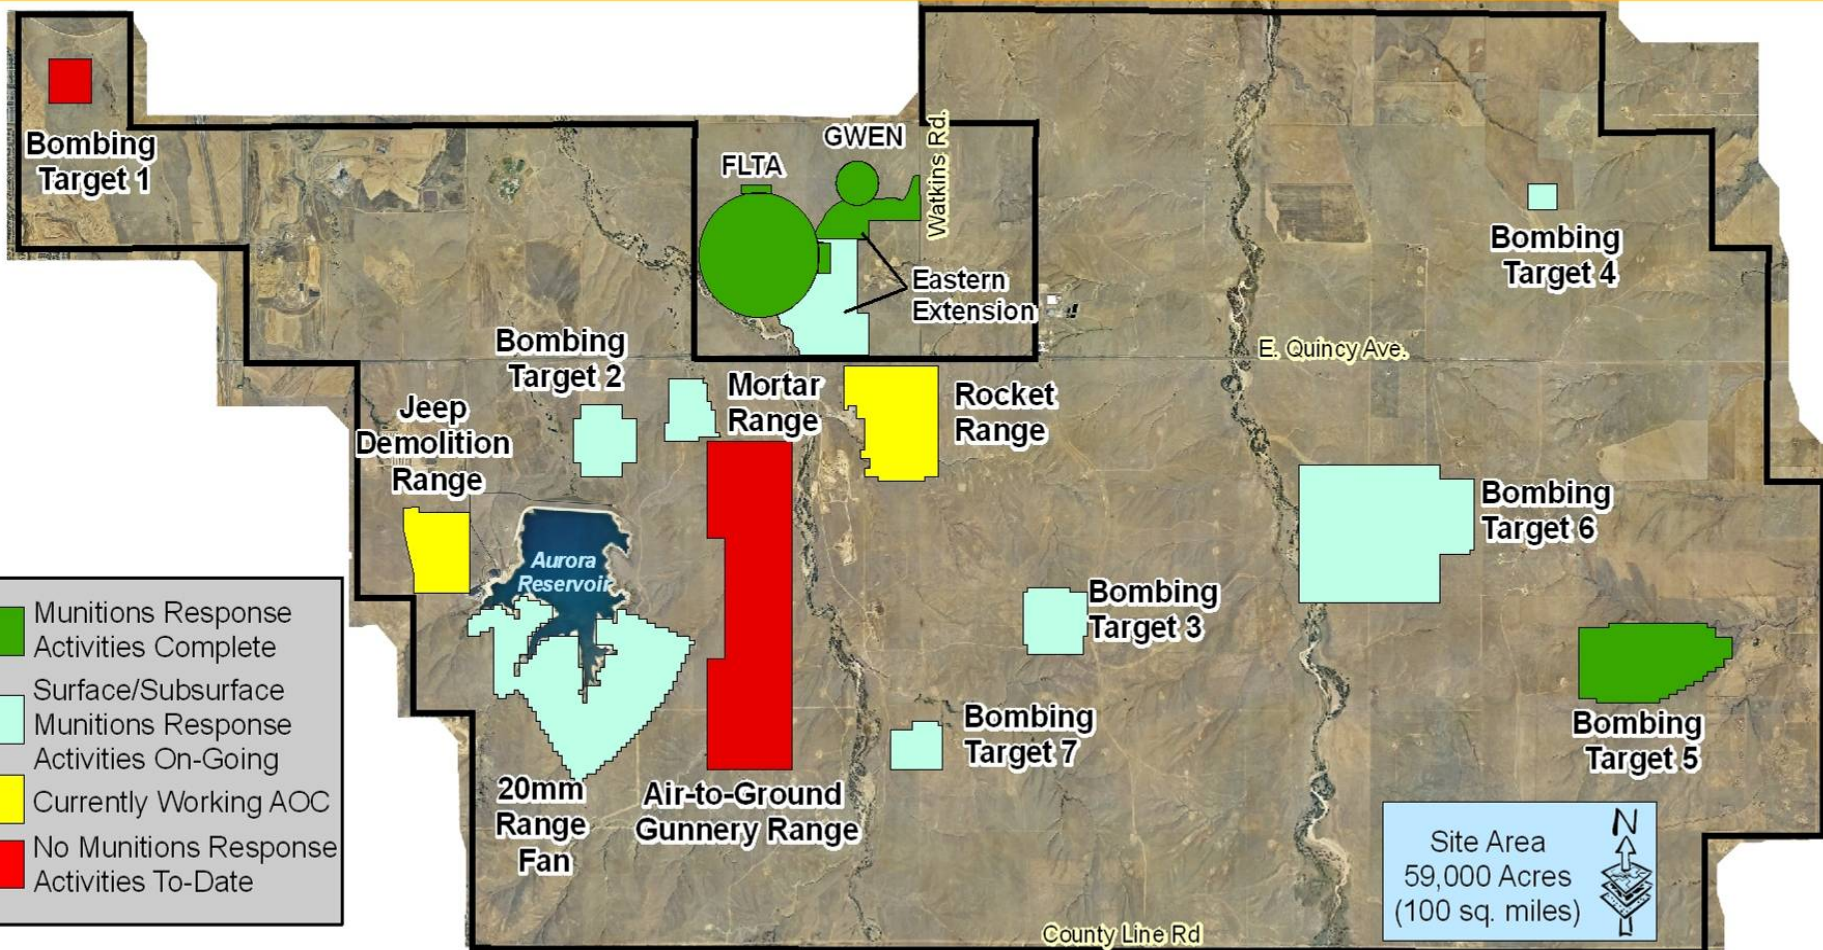 Bombing
Target 1
FLTA
GWEN
Watkins Rd.
Eastern
Extension
Bombing
Target 4
E. Quincy Ave.
Bombing
Target 2
Mortar
Range
Rocket
Range
Jeep
Demolition
Range
Aurora
Reservoir
Bombing
Target 6
Bombing
Target 3
Bombing
Target 7
Bombing
Target 5
20mm
Range
Fan
Air-to-Ground
Gunnery Range
Munitions Response
Activities Complete
Surface/Subsurface
Munitions Response
Activities On-Going
Currently Working AOC
No Munitions Response
Activities To-Date
Site Area
59,000 Acres
(100 sq. miles)
N
County Line Rd